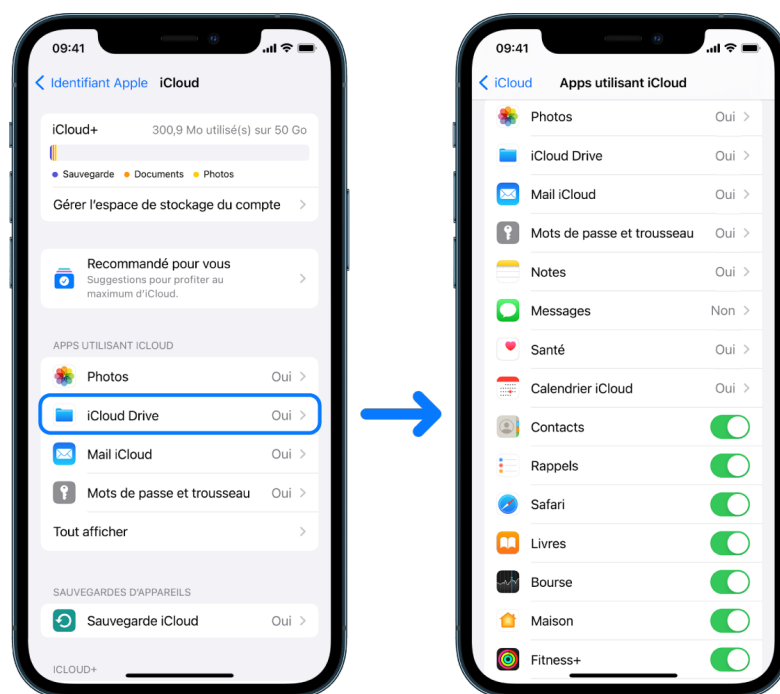 09:41
Identifiant Apple iCloud
iCloud+ 300,9 Mo utilisé(s) sur 50 Go
Sauvegarde Documents Photos
Gérer l'espace de stockage du compte
Recommandé pour vous
Suggestions pour profiter au
maximum d'iCloud.
APPS UTILISANT ICLOUD
Photos Oui
iCloud Drive Oui
Mail iCloud Oui
Mots de passe et trousseau Oui
Tout afficher
SAUVEGARDES D'APPAREILS
Sauvegarde iCloud Oui
ICLOUD+
09:41
iCloud Apps utilisant iCloud
Photos Oui
iCloud Drive Oui
Mail iCloud Oui
Mots de passe et trousseau Oui
Notes Oui
Messages Non
Santé Oui
Calendrier iCloud Oui
Contacts
Rappels
Safari
Livres
Bourse
Maison
Fitness+